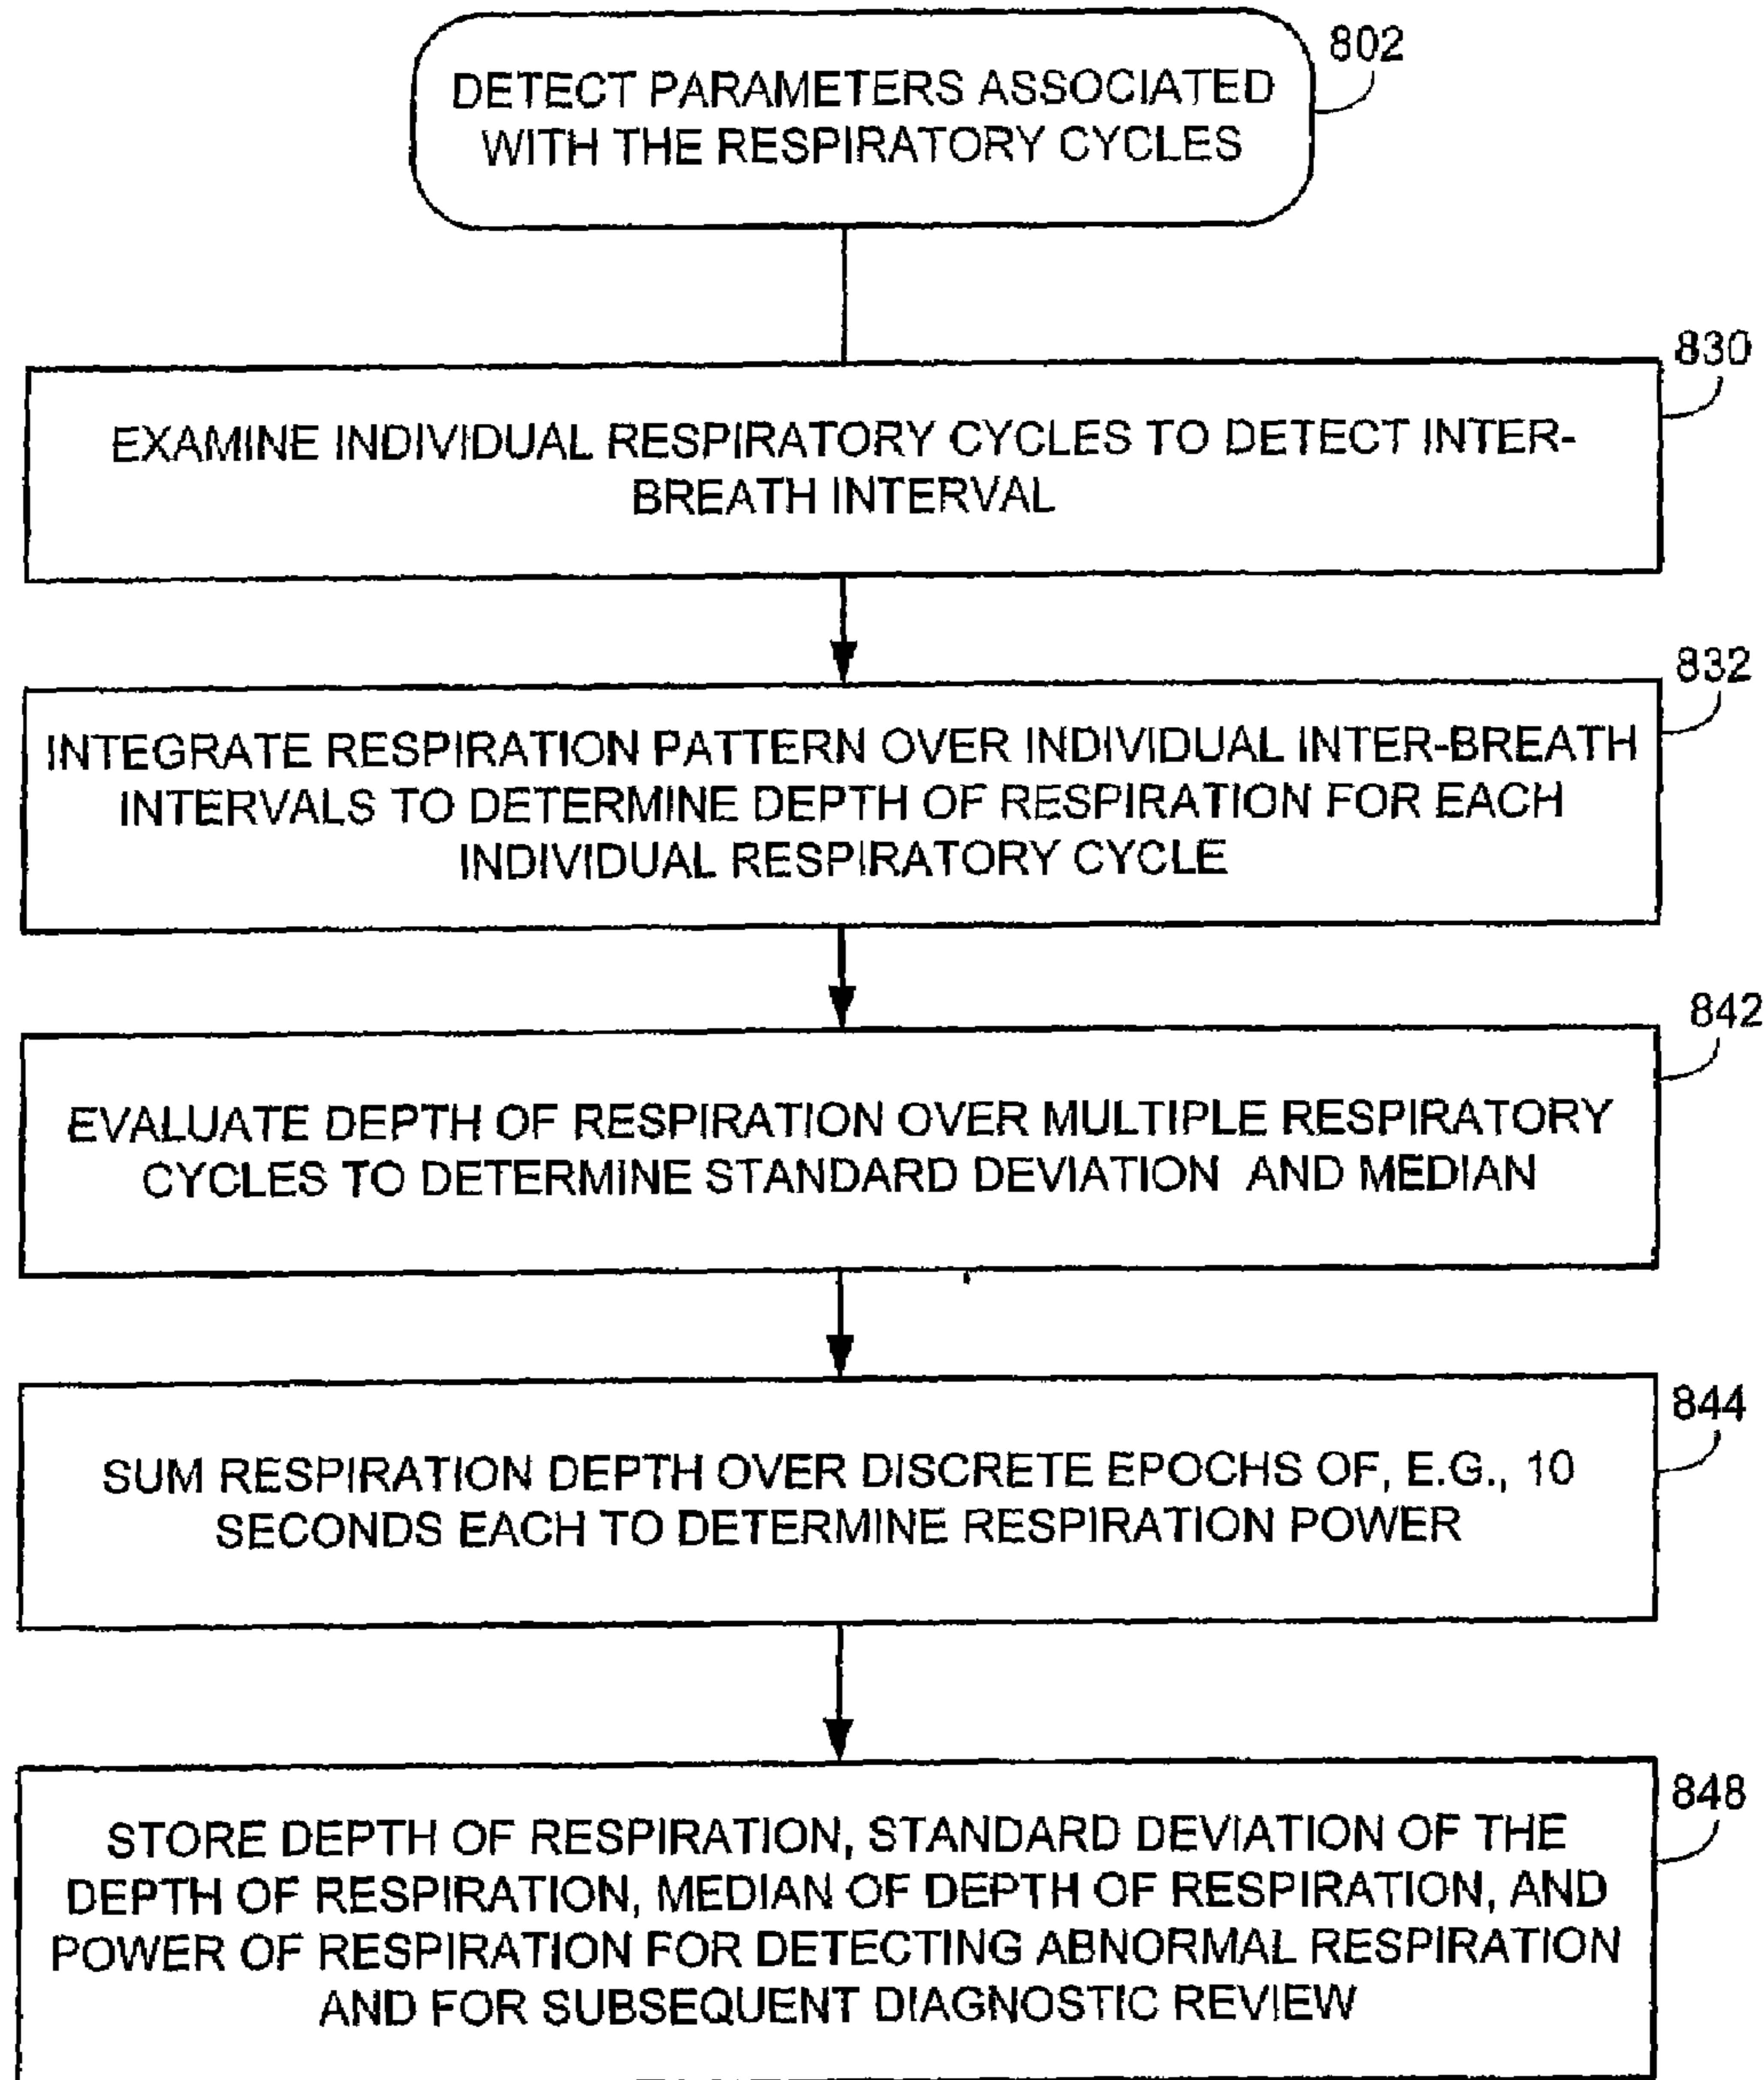 802
DETECT PARAMETERS ASSOCIATED
WITH THE RESPIRATORY CYCLES
830
EXAMINE INDIVIDUAL RESPIRATORY CYCLES TO DETECT INTER-
BREATH INTERVAL
832
INTEGRATE RESPIRATION PATTERN OVER INDIVIDUAL INTER-BREATH
INTERVALS TO DETERMINE DEPTH OF RESPIRATION FOR EACH
INDIVIDUAL RESPIRATORY CYCLE
842
EVALUATE DEPTH OF RESPIRATION OVER MULTIPLE RESPIRATORY
CYCLES TO DETERMINE STANDARD DEVIATION AND MEDIAN
844
SUM RESPIRATION DEPTH OVER DISCRETE EPOCHS OF, E.G., 10
SECONDS EACH TO DETERMINE RESPIRATION POWER
848
STORE DEPTH OF RESPIRATION, STANDARD DEVIATION OF THE
DEPTH OF RESPIRATION, MEDIAN OF DEPTH OF RESPIRATION, AND
POWER OF RESPIRATION FOR DETECTING ABNORMAL RESPIRATION
AND FOR SUBSEQUENT DIAGNOSTIC REVIEW